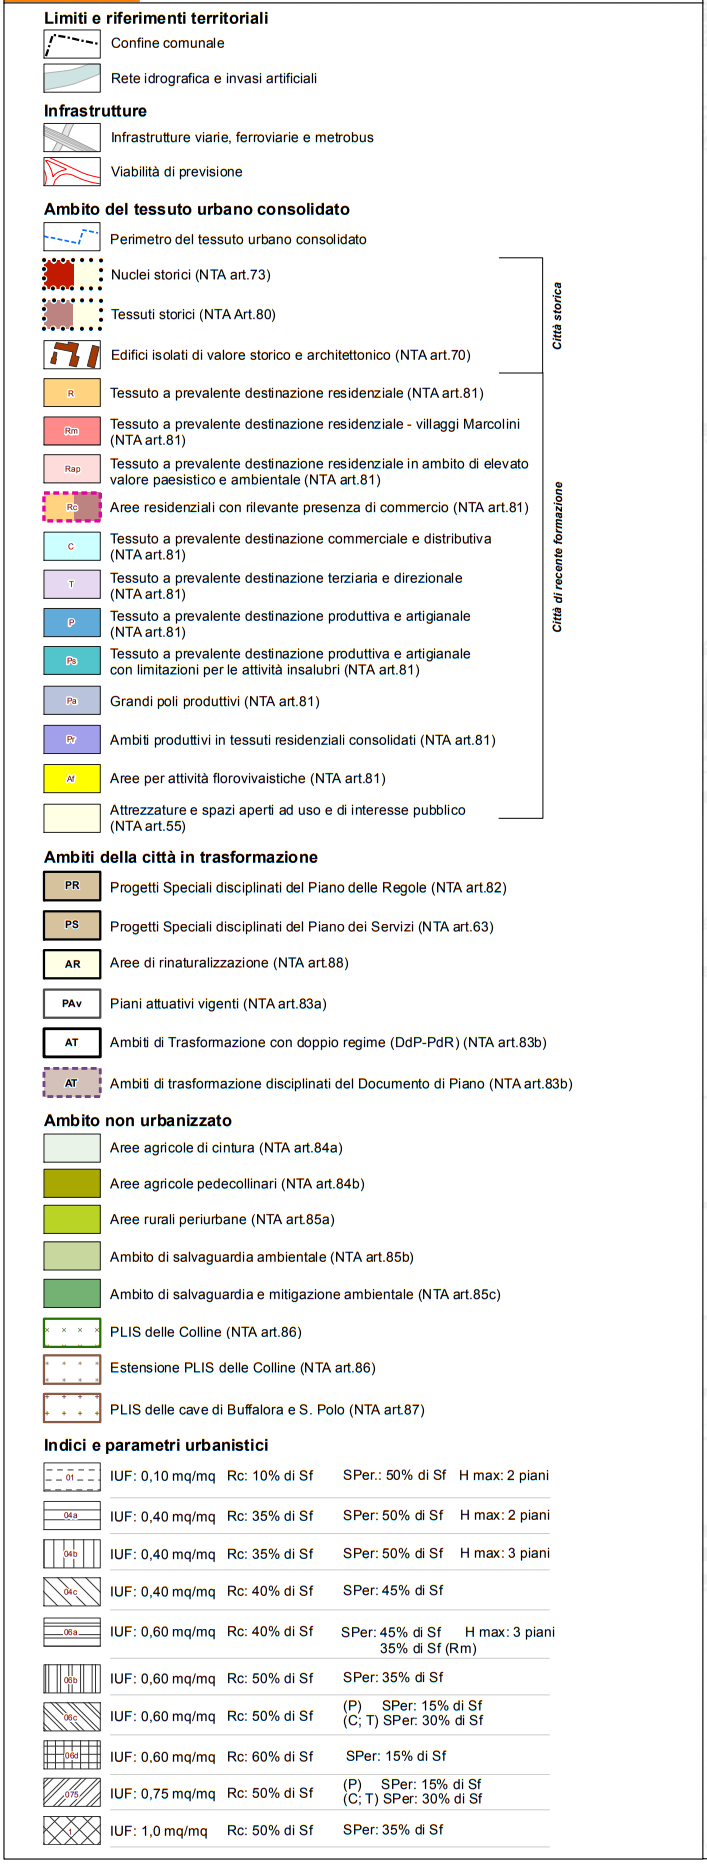 Limiti e riferimenti territoriali
Confine comunale
Rete idrografica e invasi artificiali
Infrastrutture
Infrastrutture viarie, ferroviarie e metrobus
Viabilità di previsione
Ambito del tessuto urbano consolidato
Perimetro del tessuto urbano consolidato
Nuclei storici (NTA art.73)
Tessuti storici (NTA Art.80)
Edifici isolati di valore storico e architettonico (NTA art.70)
Città storica
R Tessuto a prevalente destinazione residenziale (NTA art.81)
Rm Tessuto a prevalente destinazione residenziale - villaggi Marcolini
(NTA art.81)
Rap Tessuto a prevalente destinazione residenziale in ambito di elevato
valore paesistico e ambientale (NTA art.81)
Rc Aree residenziali con rilevante presenza di commercio (NTA art.81)
C Tessuto a prevalente destinazione commerciale e distributiva
(NTA art.81)
T Tessuto a prevalente destinazione terziaria e direzionale
(NTA art.81)
P Tessuto a prevalente destinazione produttiva e artigianale
(NTA art.81)
Ps Tessuto a prevalente destinazione produttiva e artigianale
con limitazioni per le attività insalubri (NTA art.81)
Pa Grandi poli produttivi (NTA art.81)
Pr Ambiti produttivi in tessuti residenziali consolidati (NTA art.81)
Af Aree per attività florovivaistiche (NTA art.81)
Attrezzature e spazi aperti ad uso e di interesse pubblico
(NTA art.55)
Città di recente formazione
Ambiti della città in trasformazione
PR Progetti Speciali disciplinati del Piano delle Regole (NTA art.82)
PS Progetti Speciali disciplinati del Piano dei Servizi (NTA art.63)
AR Aree di rinaturalizzazione (NTA art.88)
PAv Piani attuativi vigenti (NTA art.83a)
AT Ambiti di Trasformazione con doppio regime (DdP-PdR) (NTA art.83b)
AT Ambiti di trasformazione disciplinati del Documento di Piano (NTA art.83b)
Ambito non urbanizzato
Aree agricole di cintura (NTA art.84a)
Aree agricole pedecollinari (NTA art.84b)
Aree rurali periurbane (NTA art.85a)
Ambito di salvaguardia ambientale (NTA art.85b)
Ambito di salvaguardia e mitigazione ambientale (NTA art.85c)
PLIS delle Colline (NTA art.86)
Estensione PLIS delle Colline (NTA art.86)
PLIS delle cave di Buffalora e S. Polo (NTA art.87)
Indici e parametri urbanistici
01 IUF: 0,10 mq/mq Rc: 10% di Sf SPer.: 50% di Sf H max: 2 piani
04a IUF: 0,40 mq/mq Rc: 35% di Sf SPer: 50% di Sf H max: 2 piani
04b IUF: 0,40 mq/mq Rc: 35% di Sf SPer: 50% di Sf H max: 3 piani
04c IUF: 0,40 mq/mq Rc: 40% di Sf SPer: 45% di Sf
06a IUF: 0,60 mq/mq Rc: 40% di Sf SPer: 45% di Sf H max: 3 piani
35% di Sf (Rm)
06b IUF: 0,60 mq/mq Rc: 50% di Sf SPer: 35% di Sf
06c IUF: 0,60 mq/mq Rc: 50% di Sf (P) SPer: 15% di Sf
(C; T) SPer: 30% di Sf
06d IUF: 0,60 mq/mq Rc: 60% di Sf SPer: 15% di Sf
075 IUF: 0,75 mq/mq Rc: 50% di Sf (P) SPer: 15% di Sf
(C; T) SPer: 30% di Sf
1 IUF: 1,0 mq/mq Rc: 50% di Sf SPer: 35% di Sf